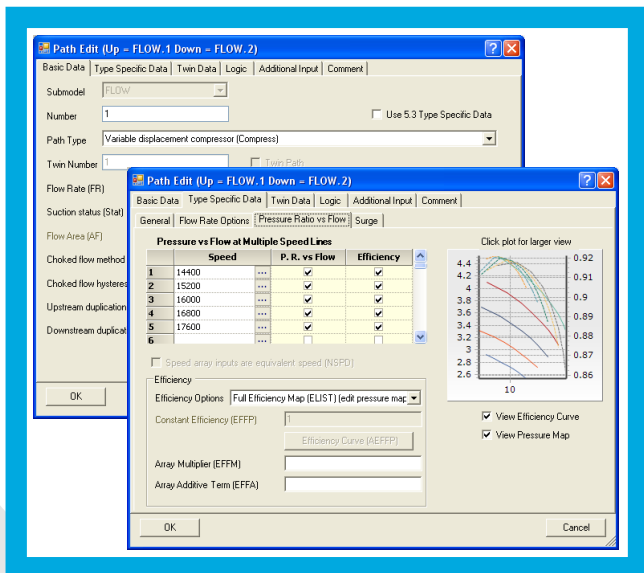 Path Edit (Up = FLOW.1 Down = FLOW.2)
Basic Data Type Specific Data Twin Data Logic Additional Input Comment
Submodel FLOW
Number 1 Use 5.3 Type Specific Data
Path Type Variable displacement compressor (Compress)
Twin Number 1 Twin Path
Flow Rate (FR)
Suction status (Stat)
Flow Area (AF)
Choked flow method
Choked flow hysteres
Upstream duplication
Downstream duplicat
OK
Path Edit (Up = FLOW.1 Down = FLOW.2)
Basic Data Type Specific Data Twin Data Logic Additional Input Comment
General Flow Rate Options Pressure Ratio vs Flow Surge
Pressure vs Flow at Multiple Speed Lines
Speed P. R. vs Flow Efficiency
1 14400 ...
2 15200 ...
3 16000 ...
4 16800 ...
5 17600 ...
6 ...
Speed array inputs are equivalent speed (NSPD)
Efficiency
Efficiency Options Full Efficiency Map (ELIST) (edit pressure map
Constant Efficiency (EFFP) 1
Efficiency Curve (AEFFP)
Array Multiplier (EFFM)
Array Additive Term (EFFA)
Click plot for larger view
4.4 0.92
4.2 0.91
4
3.8 0.9
3.6
3.4 0.89
3.2 0.88
3
2.8 0.87
2.6 0.86
10
View Efficiency Curve
View Pressure Map
OK Cancel